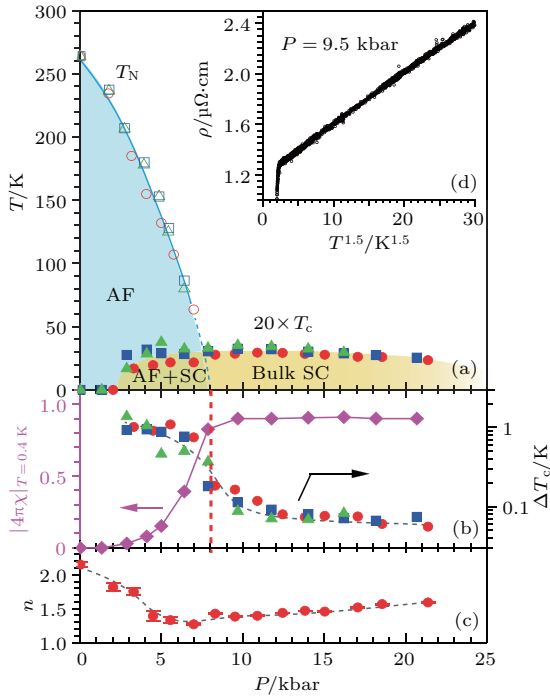 300
250
200
150
100
50
0
T/K
T_N
AF
AF+SC
Bulk SC
20×T_c
(a)
2.4
2.0
1.6
1.2
ρ/μΩ·cm
P = 9.5 kbar
(d)
0 10 20 30
T^1.5/K^1.5
1.0
0.5
0
|4πχ|_T = 0.4 K
1
0.1
ΔT_c/K
(b)
2.0
1.5
1.0
n
(c)
0 5 10 15 20 25
P/kbar